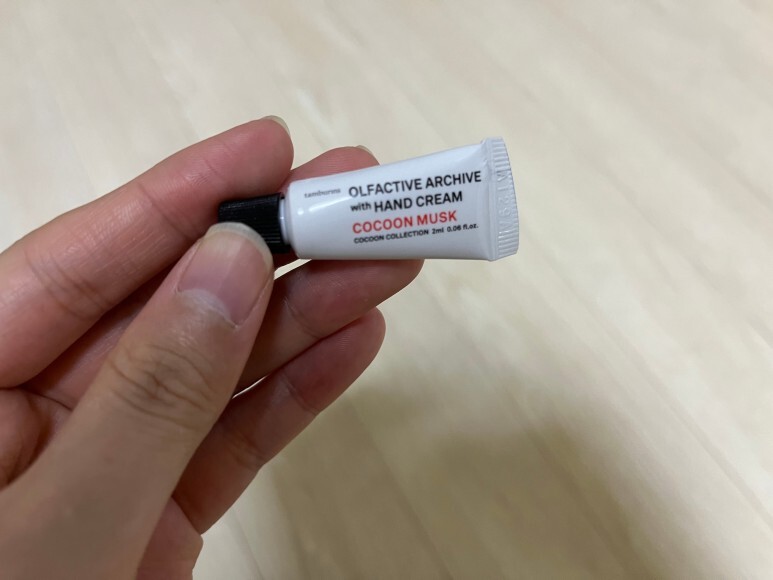 tamburins
OLFACTIVE ARCHIVE
with HAND CREAM
COCOON MUSK
COCOON COLLECTION 2ml 0.06 fl.oz.